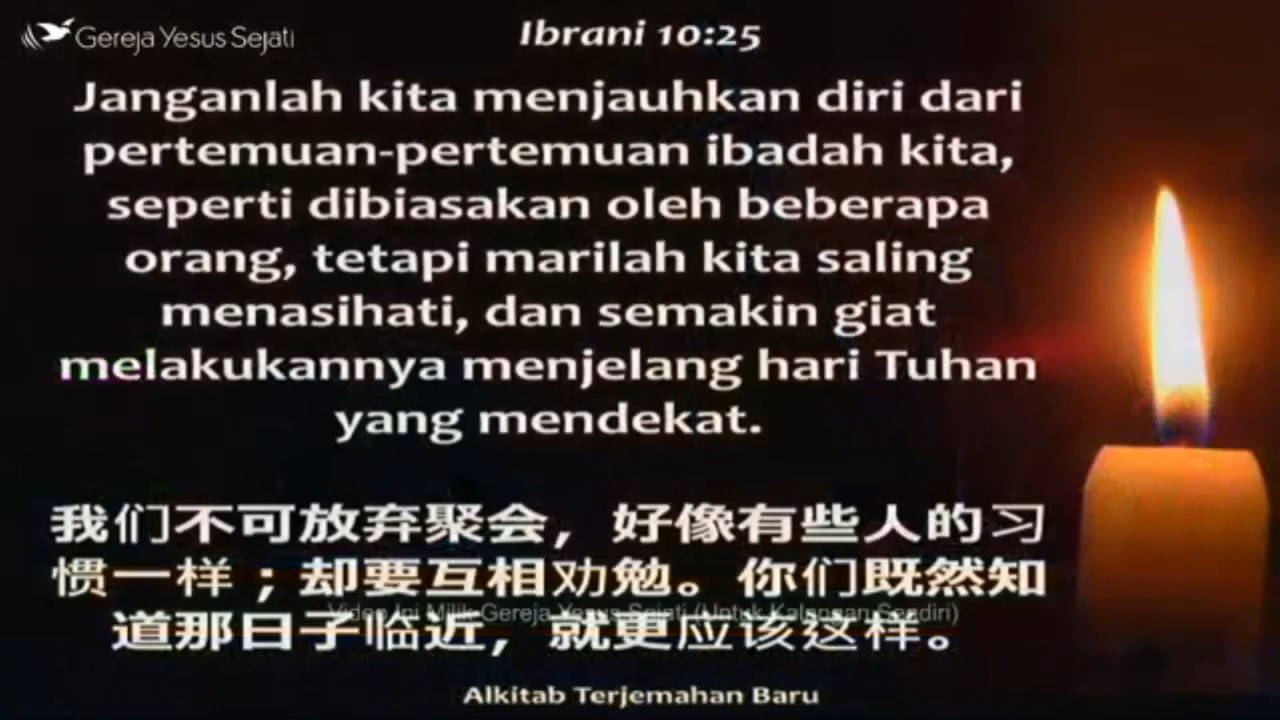 Gereja Yesus Sejati
Ibrani 10:25
Janganlah kita menjauhkan diri dari
pertemuan-pertemuan ibadah kita,
seperti dibiasakan oleh beberapa
orang, tetapi marilah kita saling
menasihati, dan semakin giat
melakukannya menjelang hari Tuhan
yang mendekat.
我们不可放弃聚会，好像有些人的习
惯一样；却要互相劝勉。你们既然知
Video Ini Milik Gereja Yesus Sejati (Untuk Kalangan Sendiri)
道那日子临近，就更应该这样。
Alkitab Terjemahan Baru